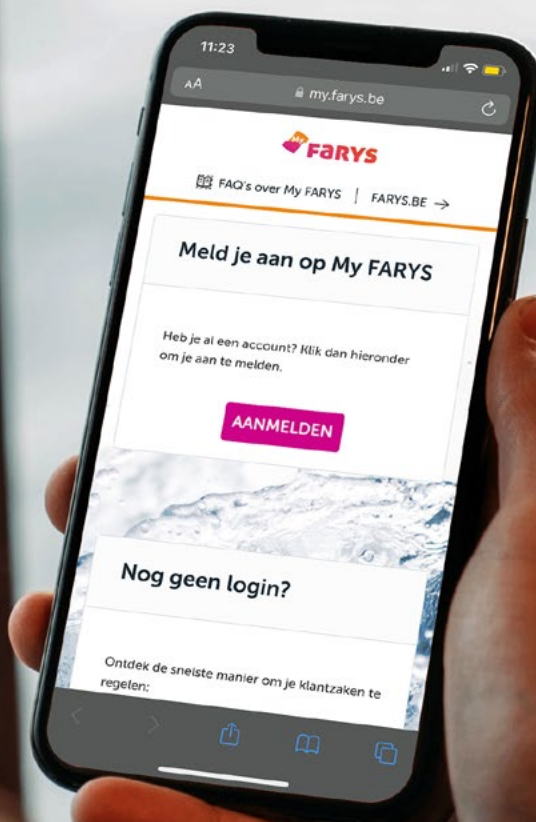 11:23
AA
my.farys.be
My FARYS
FAQ's over My FARYS | FARYS.BE →
Meld je aan op My FARYS
Heb je al een account? Klik dan hieronder
om je aan te melden.
AANMELDEN
Nog geen login?
Ontdek de snelste manier om je klantzaken te
regelen: